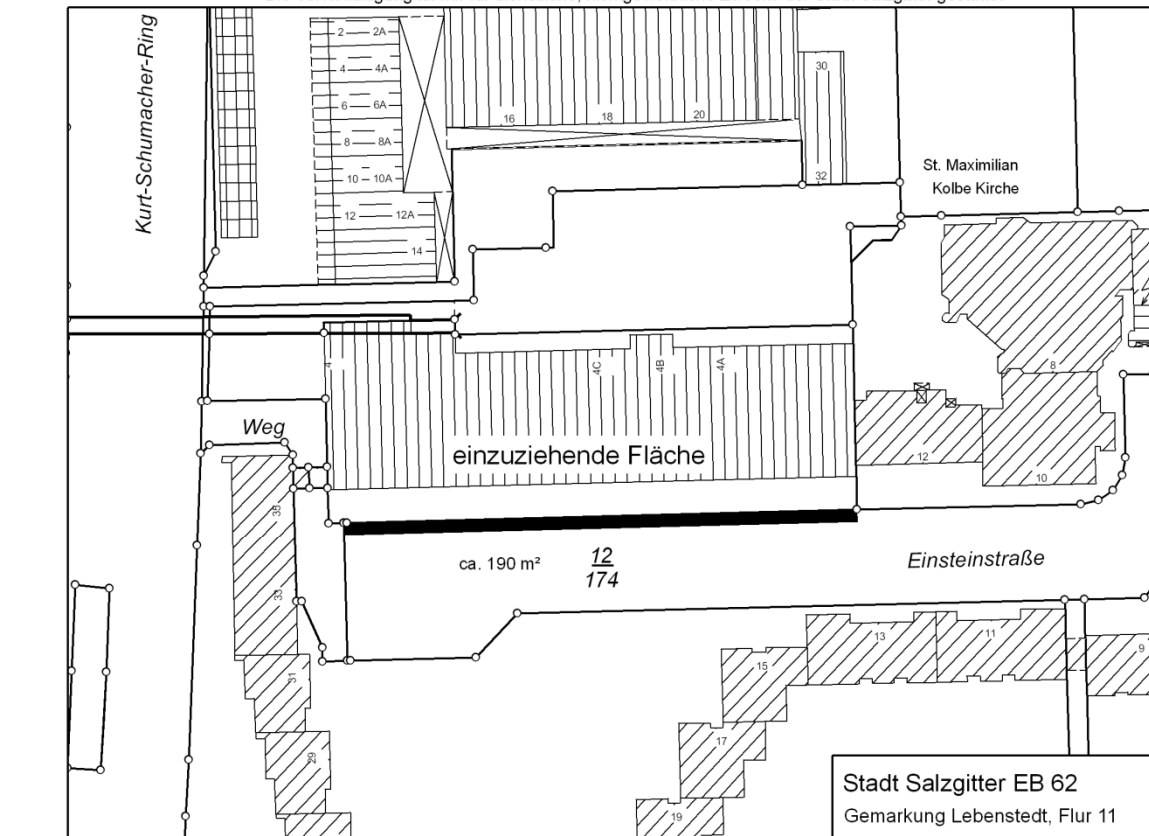 Kurt-Schumacher-Ring
2 2A
4 4A
6 6A
8 8A
10 10A
12 12A
14
16 18 20
30
32
St. Maximilian
Kolbe Kirche
8
4 4C 4B 4A
Weg
einzuziehende Fläche
12
10
35
33
31
29
ca. 190 m²
12
174
Einsteinstraße
13 11
9
15
17
19
Stadt Salzgitter EB 62
Gemarkung Lebenstedt, Flur 11